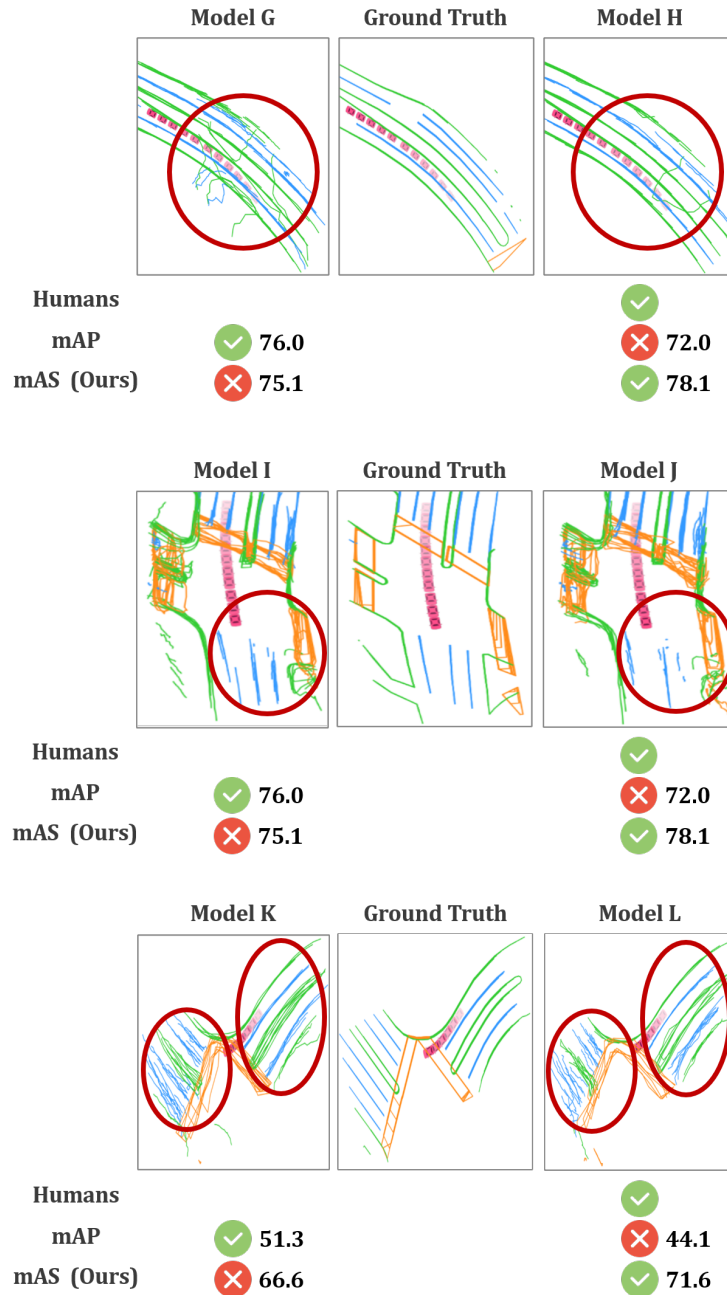 Model G Ground Truth Model H
Humans
mAP 76.0 72.0
mAS (Ours) 75.1 78.1
Model I Ground Truth Model J
Humans
mAP 76.0 72.0
mAS (Ours) 75.1 78.1
Model K Ground Truth Model L
Humans
mAP 51.3 44.1
mAS (Ours) 66.6 71.6